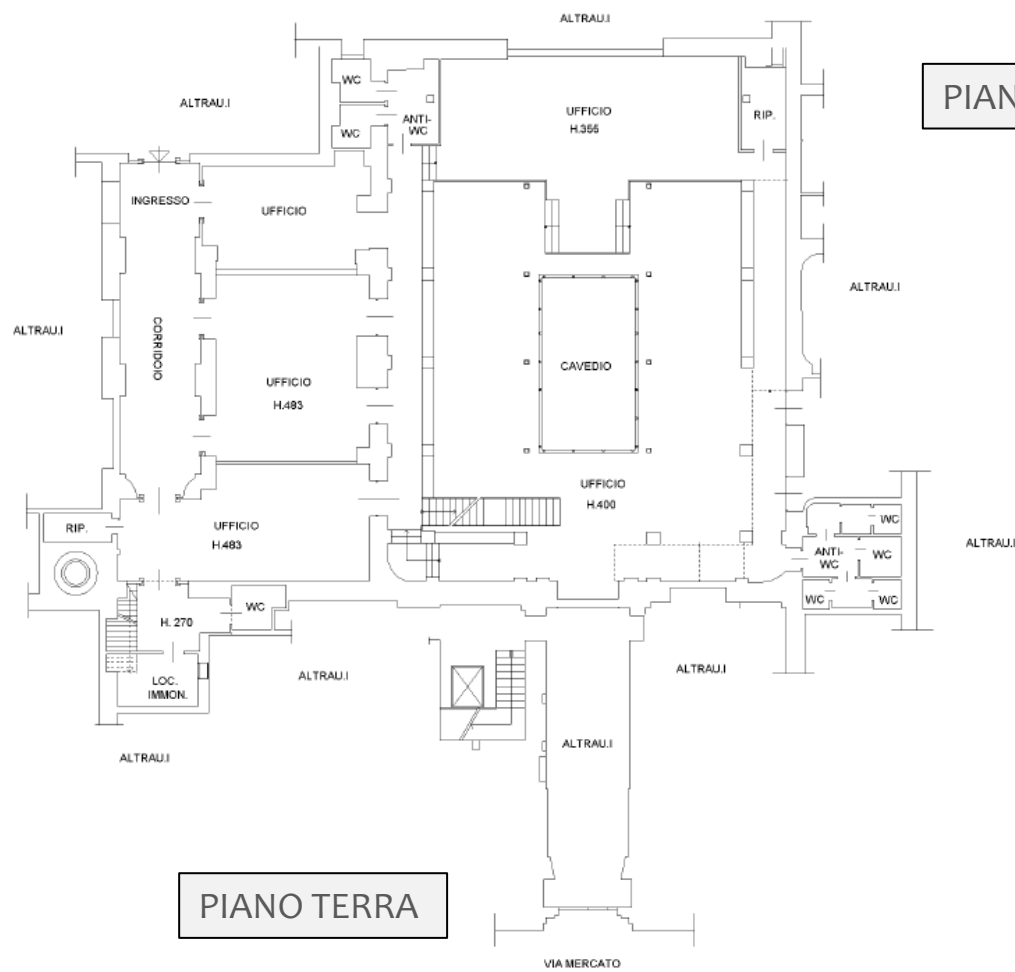 ALTRAU.I
PIAN
WC
ALTRAU.I
UFFICIO
H.355
RIP.
ANTI-
WC
WC
INGRESSO
UFFICIO
ALTRAU.I
ALTRAU.I
CORRIDOIO
CAVEDIO
UFFICIO
H.483
UFFICIO
H.400
RIP.
UFFICIO
H.483
WC
ALTRAU.I
ANTI-
WC
WC
WC
WC
WC
H. 270
ALTRAU.I
ALTRAU.I
LOC.
IMMON.
ALTRAU.I
ALTRAU.I
PIANO TERRA
VIA MERCATO